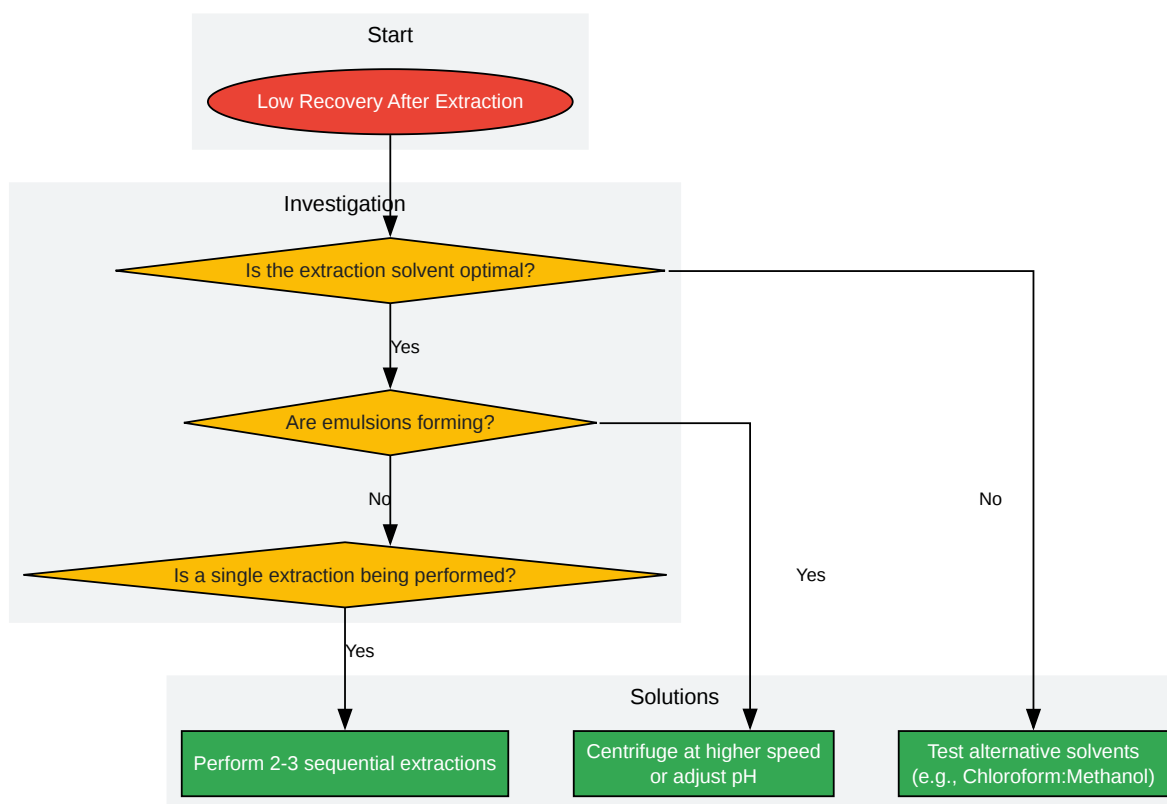 Start
Low Recovery After Extraction
Investigation
Is the extraction solvent optimal?
Yes
Are emulsions forming?
No
No
Is a single extraction being performed?
Yes
Yes
Solutions
Perform 2-3 sequential extractions
Centrifuge at higher speed
or adjust pH
Test alternative solvents
(e.g., Chloroform:Methanol)